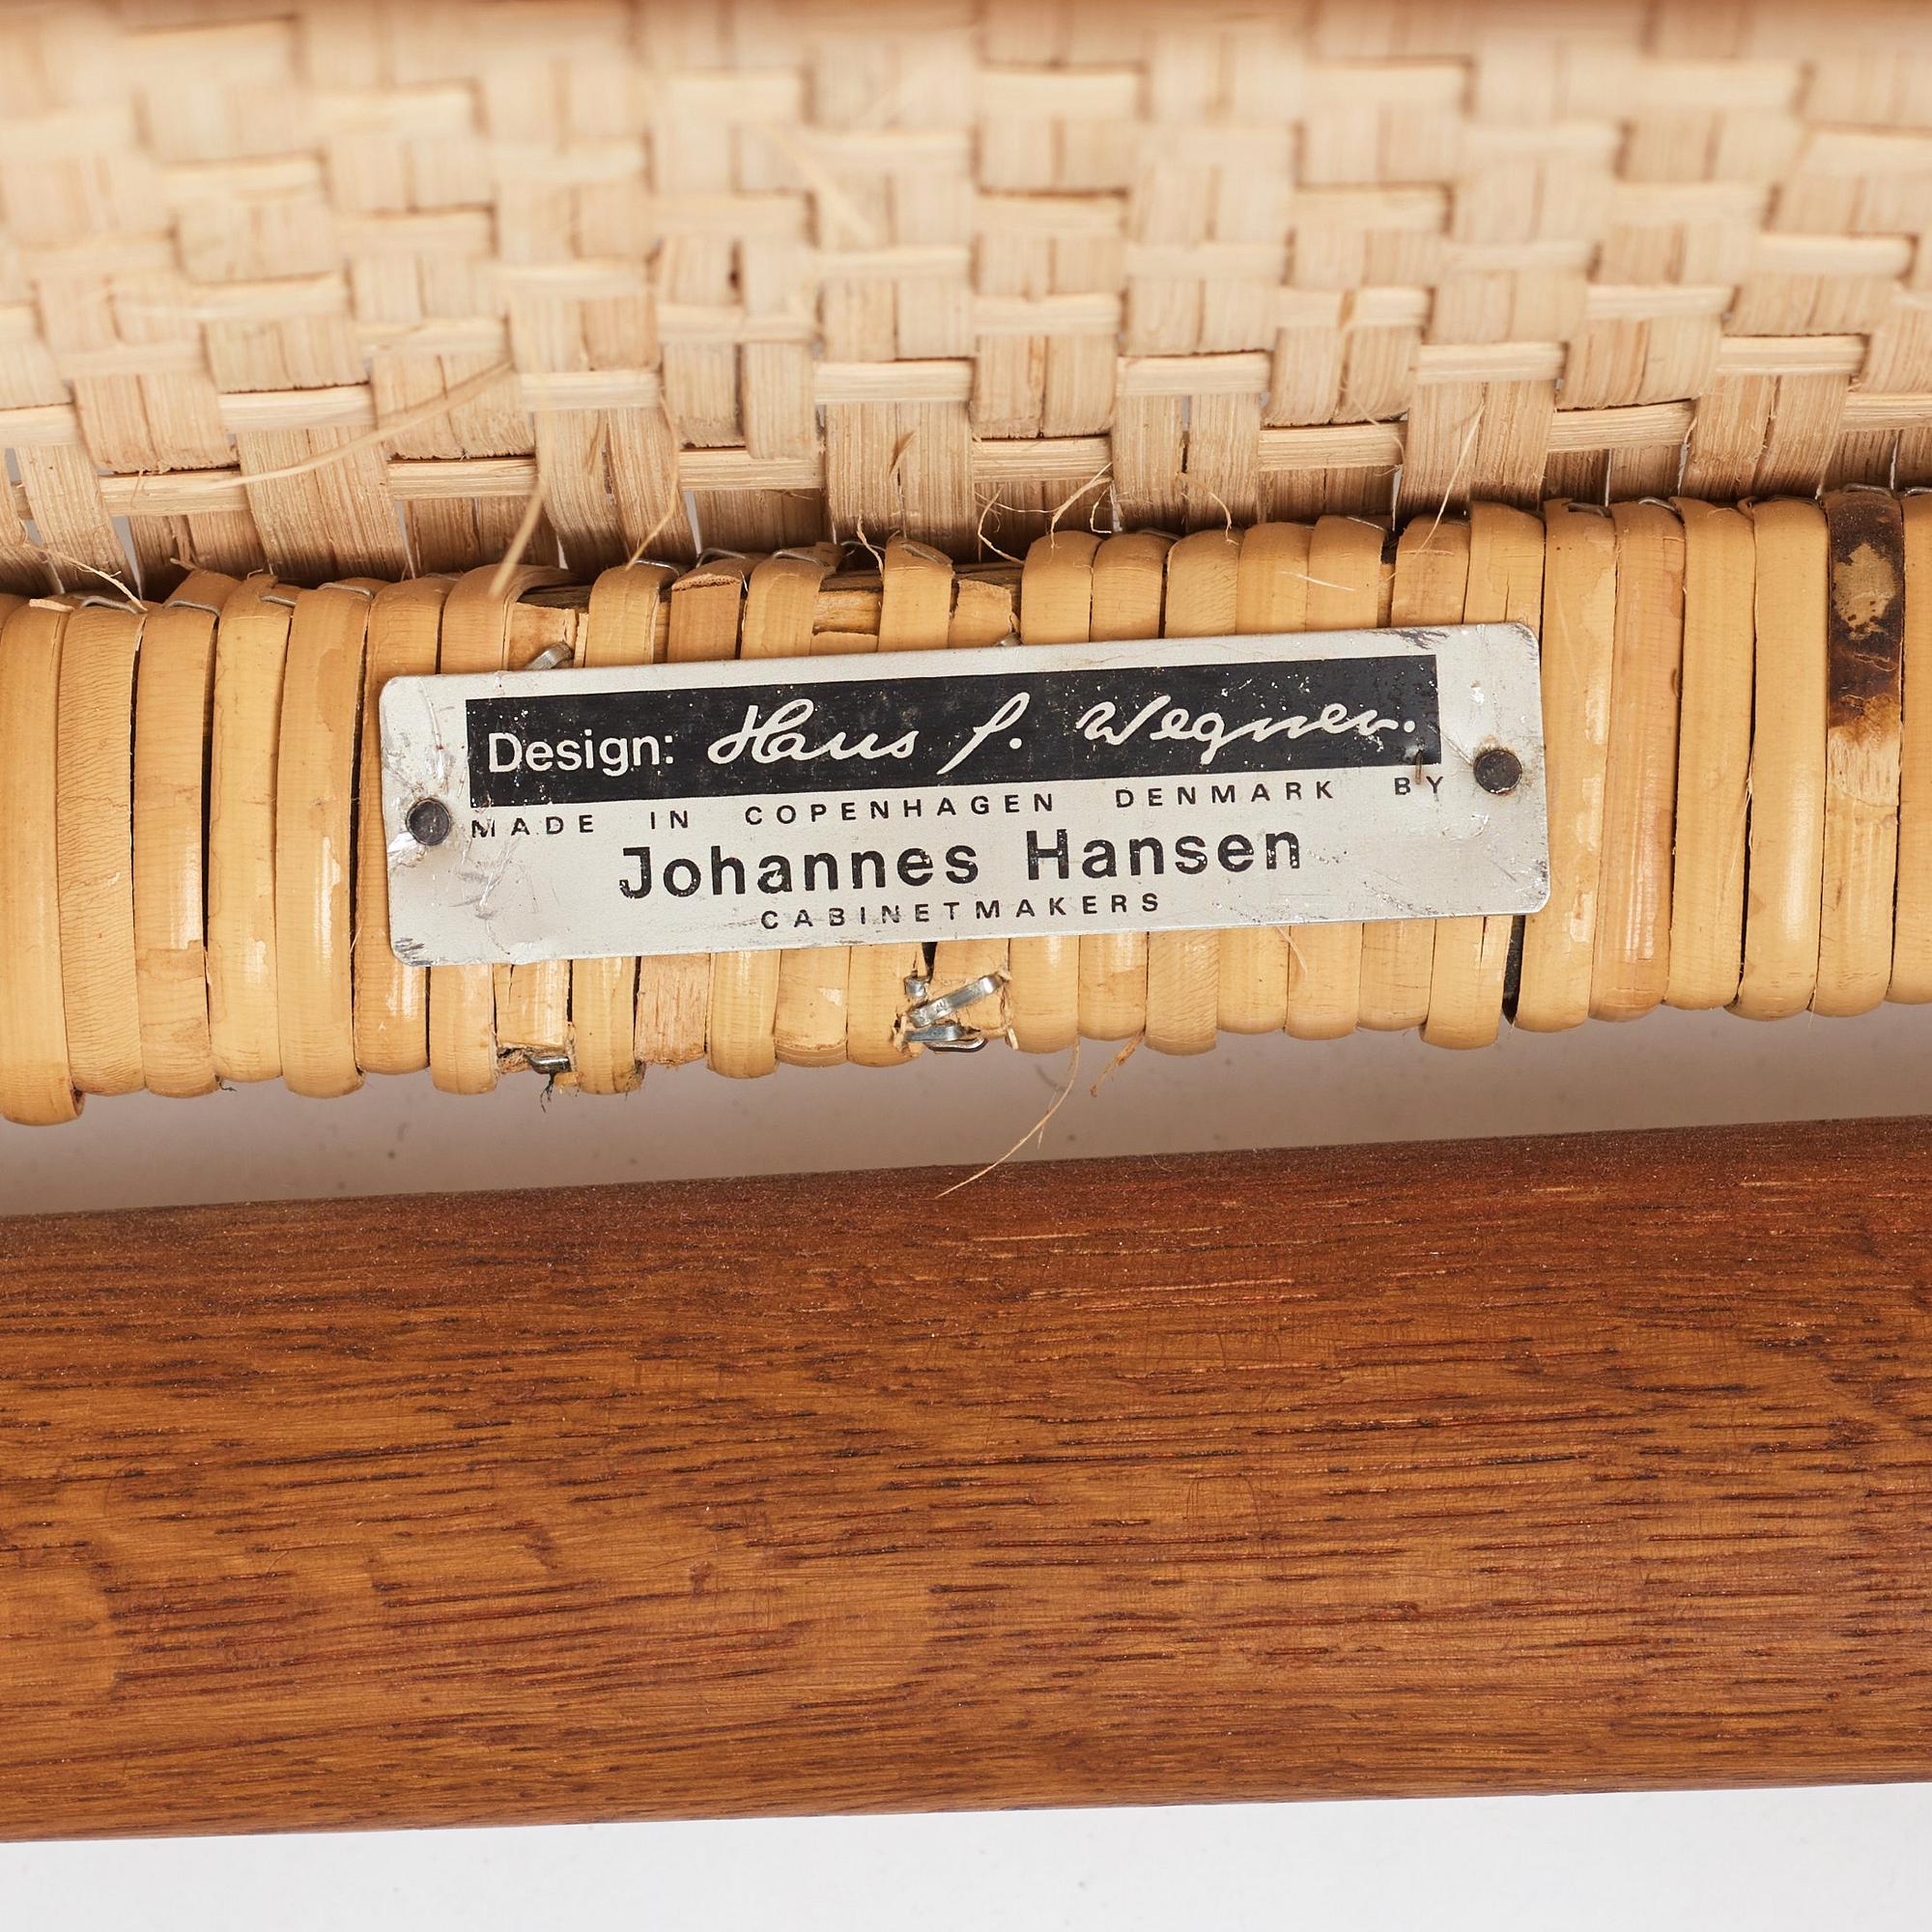 Design: Hans J. Wegner.
MADE IN COPENHAGEN DENMARK BY
Johannes Hansen
CABINETMAKERS